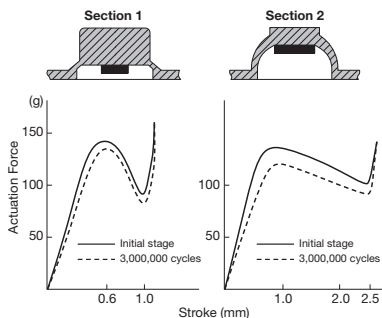 Section 1
Section 2
(g)
150
100
50
Actuation Force
Initial stage
3,000,000 cycles
0.6
1.0
100
50
Initial stage
3,000,000 cycles
1.0
2.0
2.5
Stroke (mm)